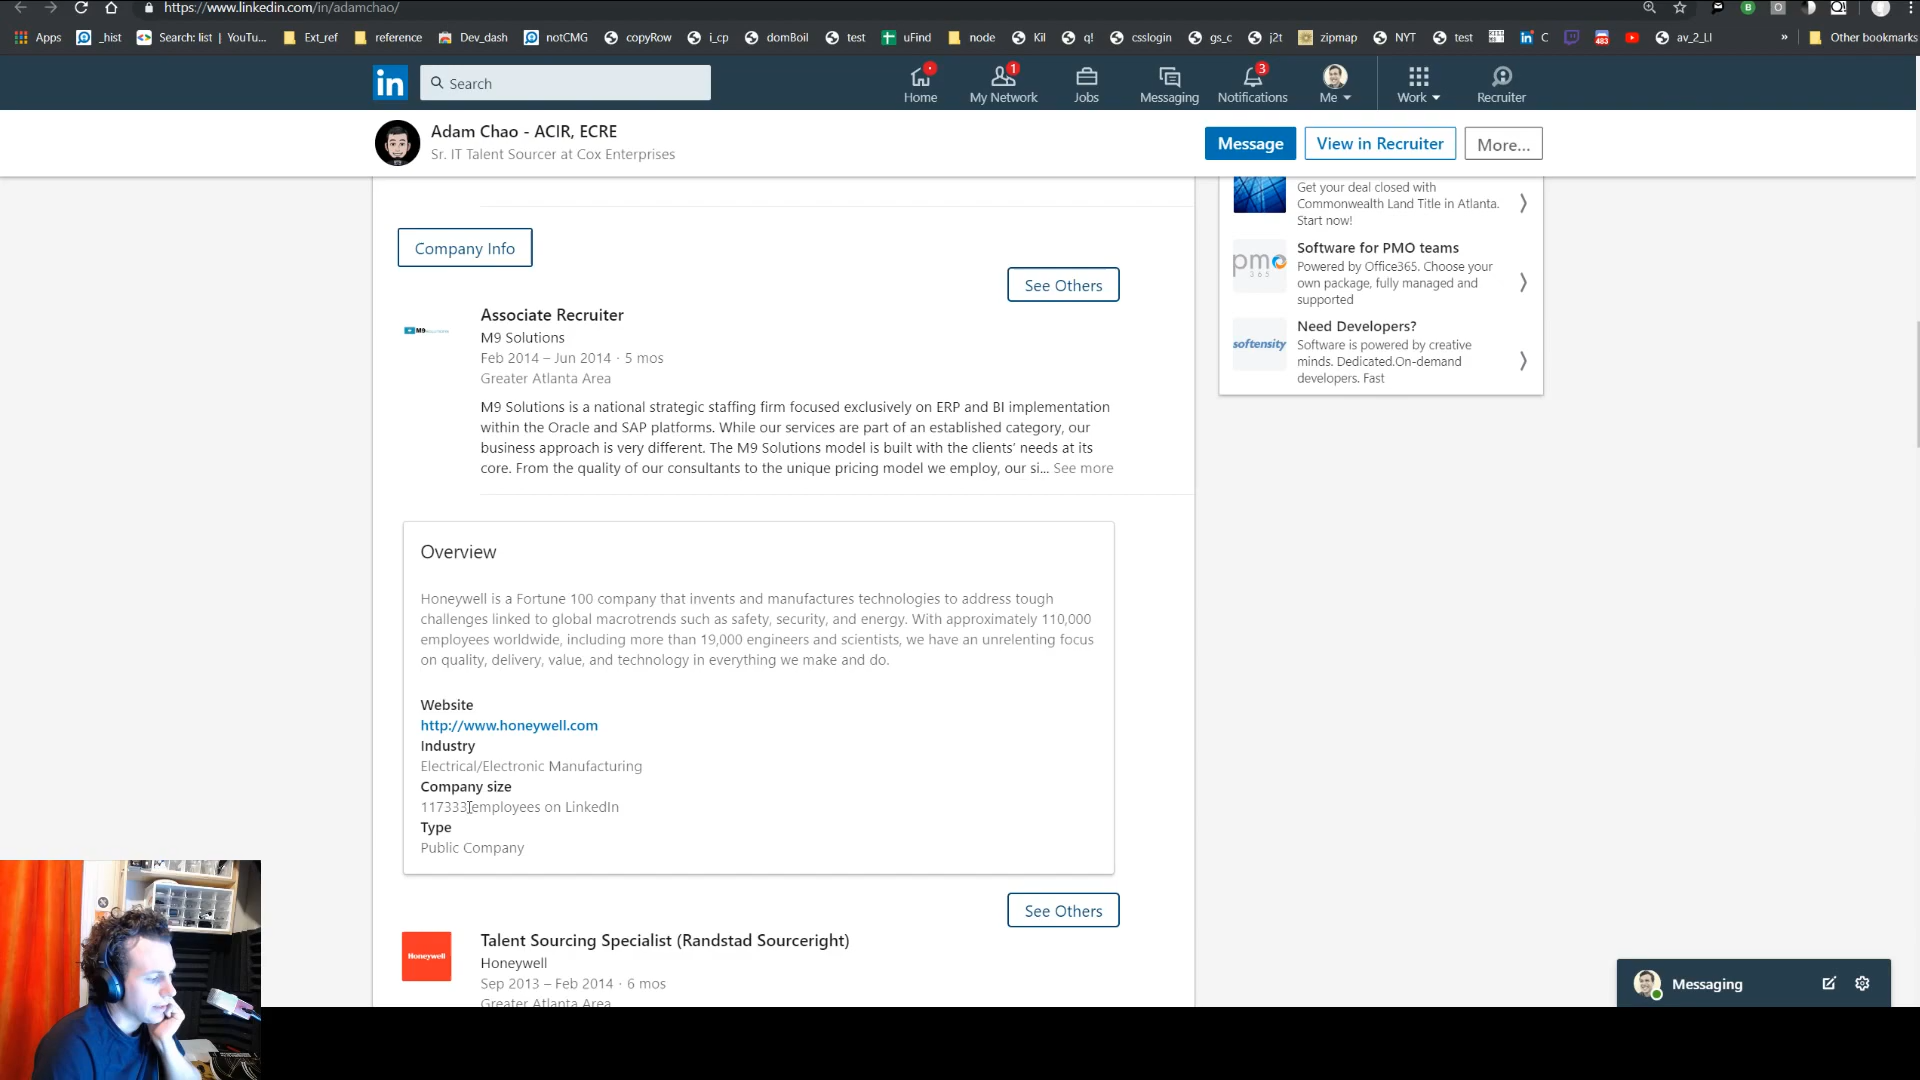 https://www.linkedin.com/in/adamchao/
Apps
_hist
Search: list | YouTu...
Ext_ref
reference
Dev_dash
notCMG
copyRow
i_cp
domBoil
test
uFind
node
Kil
q!
csslogin
gs_c
j2t
zipmap
NYT
test
C
av_2_LI
»
Other bookmarks
in
Search
Home
1
My Network
Jobs
Messaging
3
Notifications
Me
Work
Recruiter
Adam Chao - ACIR, ECRE
Sr. IT Talent Sourcer at Cox Enterprises
Message
View in Recruiter
More...
Company Info
See Others
Associate Recruiter
M9 Solutions
Feb 2014 – Jun 2014 · 5 mos
Greater Atlanta Area
M9 Solutions is a national strategic staffing firm focused exclusively on ERP and BI implementation
within the Oracle and SAP platforms. While our services are part of an established category, our
business approach is very different. The M9 Solutions model is built with the clients' needs at its
core. From the quality of our consultants to the unique pricing model we employ, our si... See more
Overview
Honeywell is a Fortune 100 company that invents and manufactures technologies to address tough
challenges linked to global macrotrends such as safety, security, and energy. With approximately 110,000
employees worldwide, including more than 19,000 engineers and scientists, we have an unrelenting focus
on quality, delivery, value, and technology in everything we make and do.
Website
http://www.honeywell.com
Industry
Electrical/Electronic Manufacturing
Company size
117333 employees on LinkedIn
Type
Public Company
See Others
Honeywell
Talent Sourcing Specialist (Randstad Sourceright)
Honeywell
Sep 2013 – Feb 2014 · 6 mos
Greater Atlanta Area
Get your deal closed with
Commonwealth Land Title in Atlanta.
Start now!
pmo
365
Software for PMO teams
Powered by Office365. Choose your
own package, fully managed and
supported
softensity
Need Developers?
Software is powered by creative
minds. Dedicated.On-demand
developers. Fast
Messaging